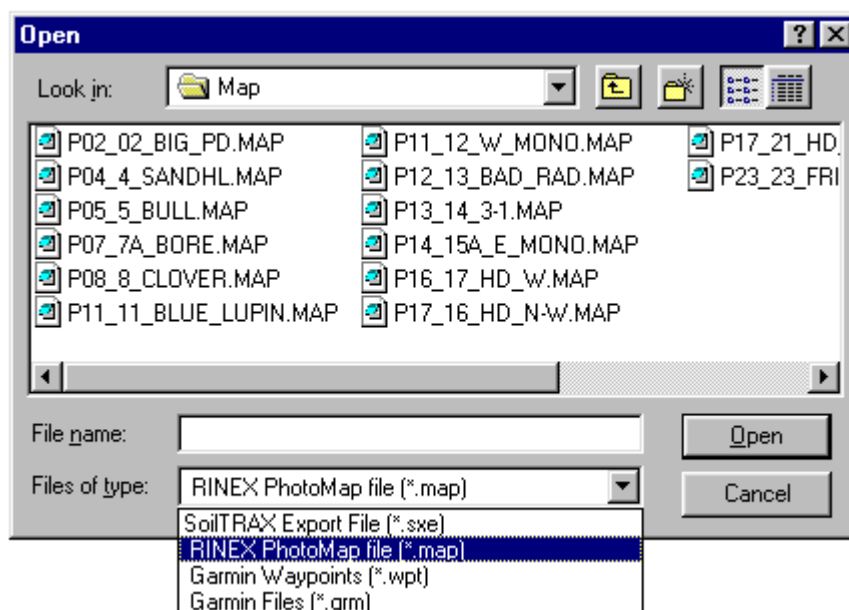 Open
Look in: Map
P02_02_BIG_PD.MAP
P04_4_SANDHL.MAP
P05_5_BULL.MAP
P07_7A_BORE.MAP
P08_8_CLOVER.MAP
P11_11_BLUE_LUPIN.MAP
P11_12_W_MONO.MAP
P12_13_BAD_RAD.MAP
P13_14_3-1.MAP
P14_15A_E_MONO.MAP
P16_17_HD_W.MAP
P17_16_HD_N-W.MAP
P17_21_HD_
P23_23_FRI
File name:
Open
Files of type: RINEX PhotoMap file (*.map)
Cancel
SoilTRAX Export File (*.sxe)
RINEX PhotoMap file (*.map)
Garmin Waypoints (*.wpt)
Garmin Files (*.grm)